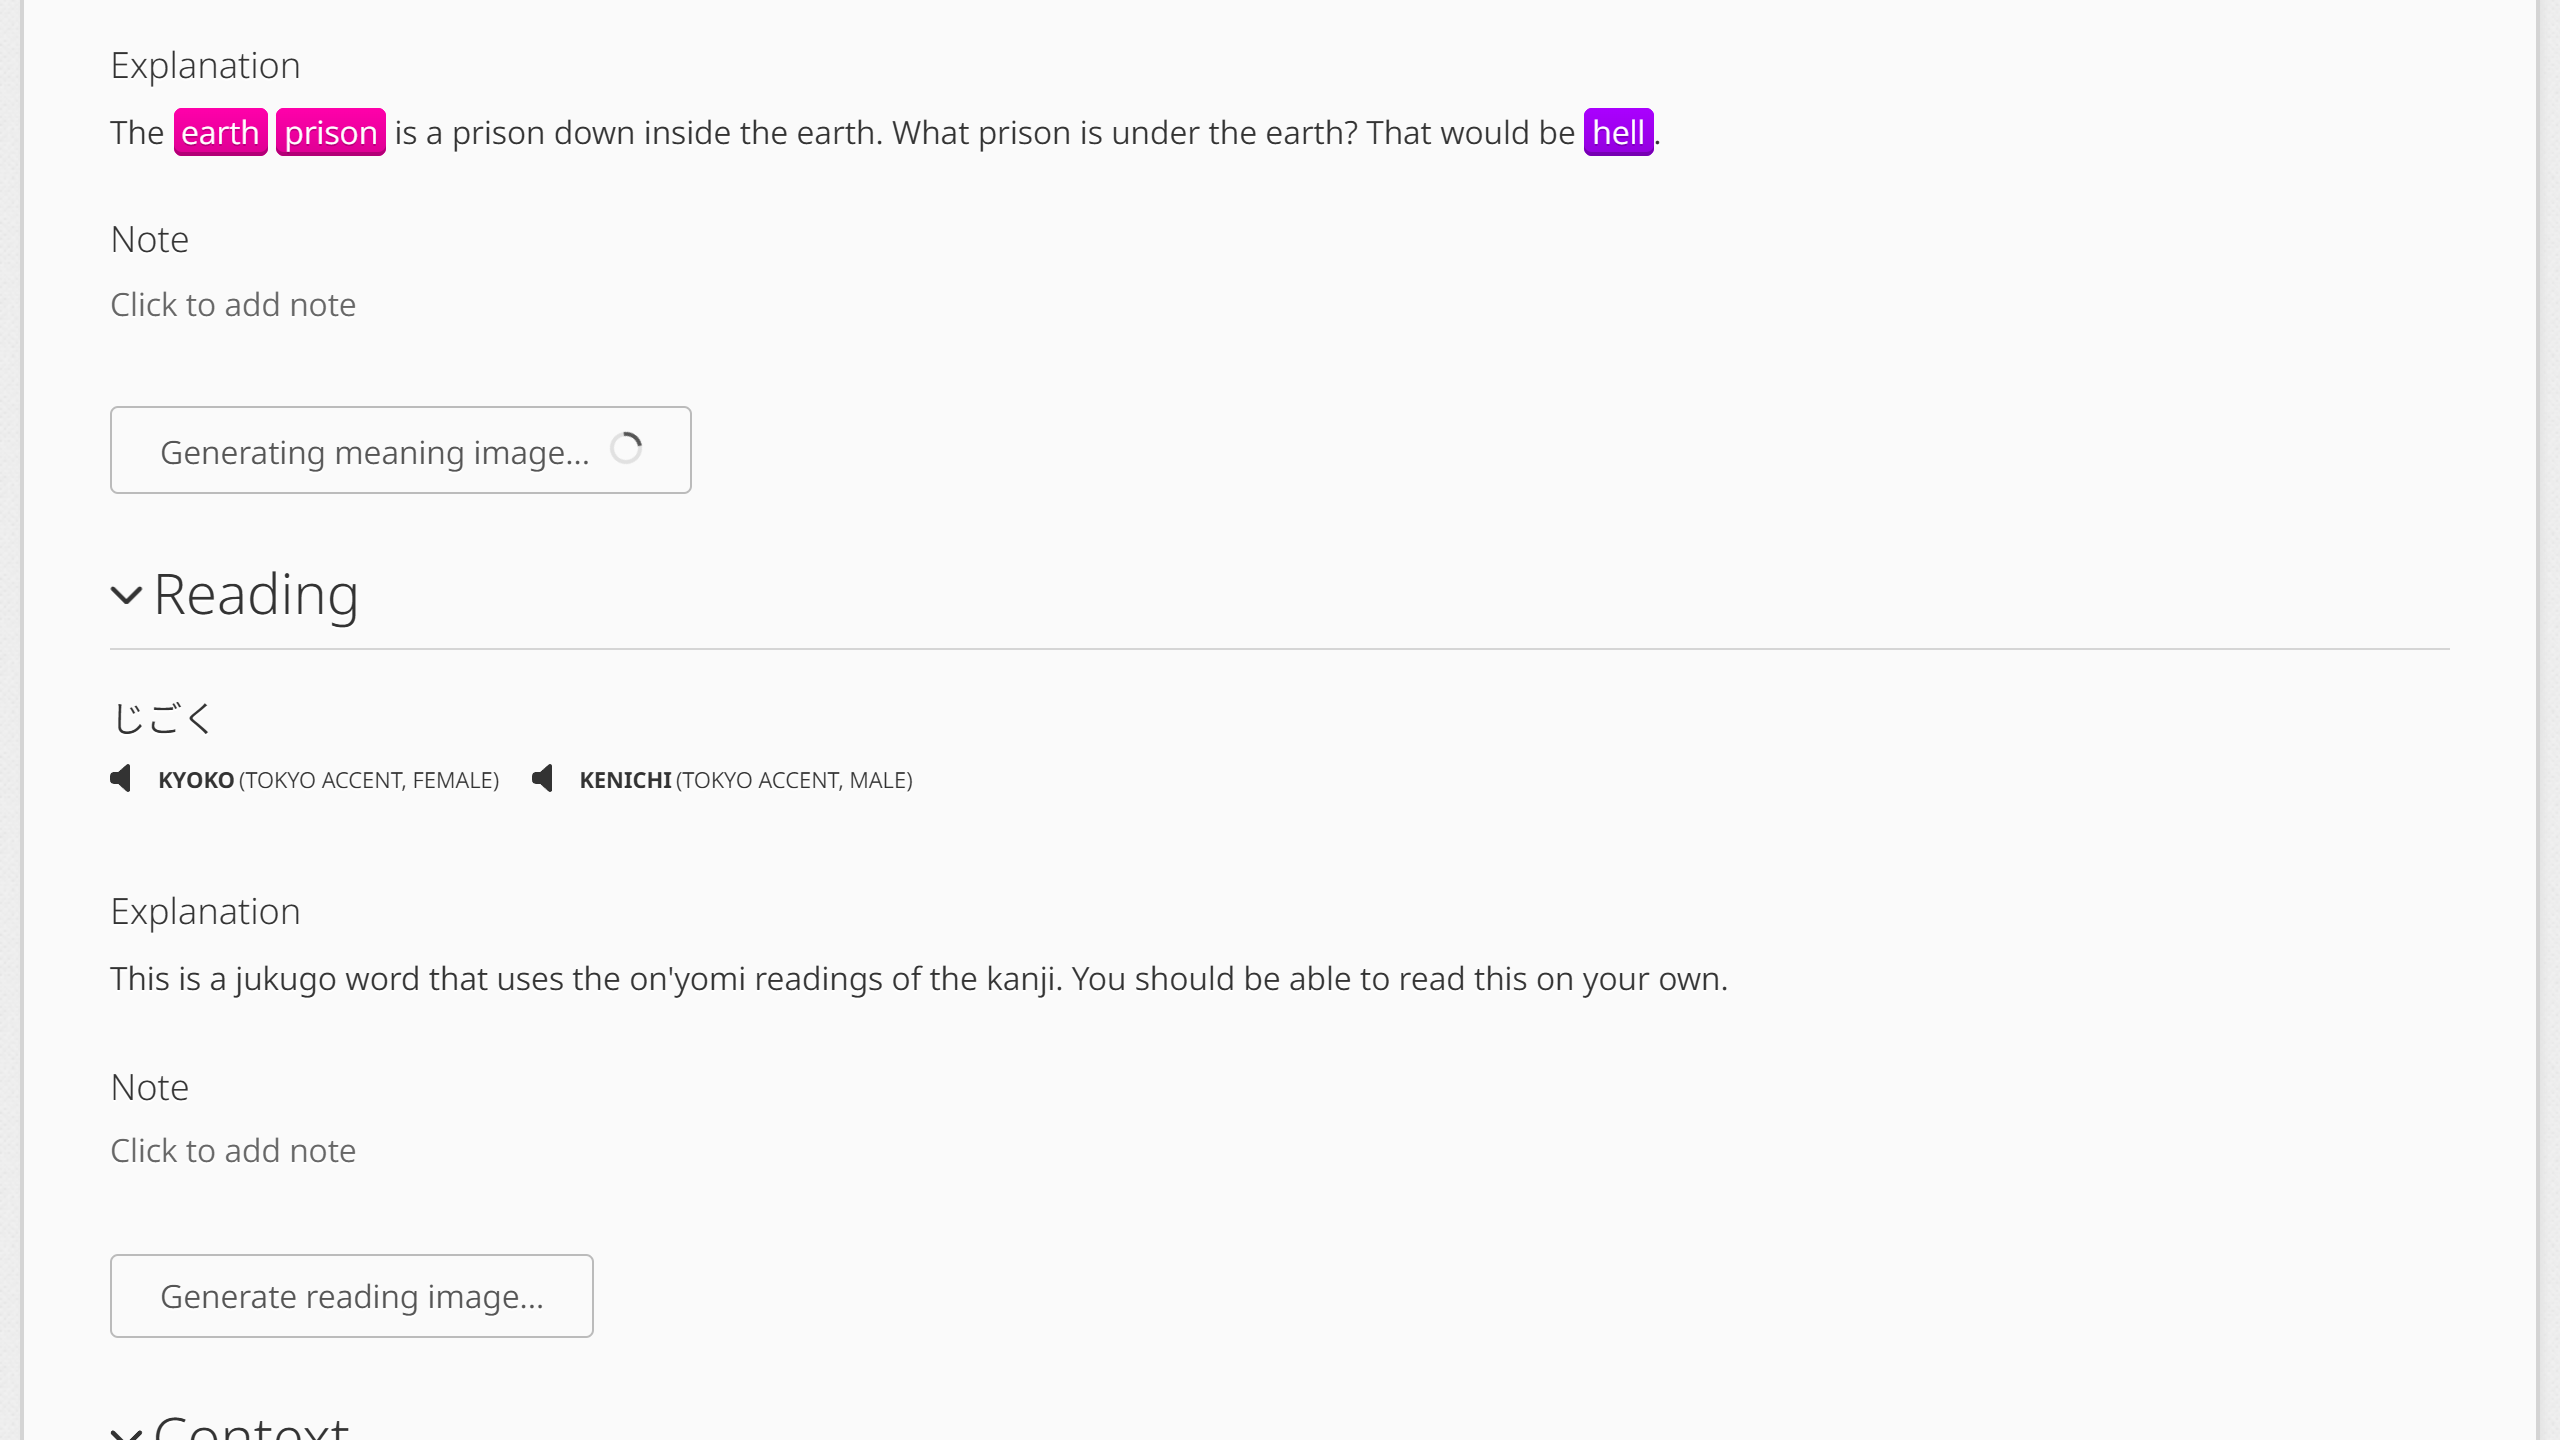 Explanation
The earth prison is a prison down inside the earth. What prison is under the earth? That would be hell.
Note
Click to add note
Generating meaning image...
Reading
じごく
KYOKO (TOKYO ACCENT, FEMALE) KENICHI (TOKYO ACCENT, MALE)
Explanation
This is a jukugo word that uses the on'yomi readings of the kanji. You should be able to read this on your own.
Note
Click to add note
Generate reading image...
Context